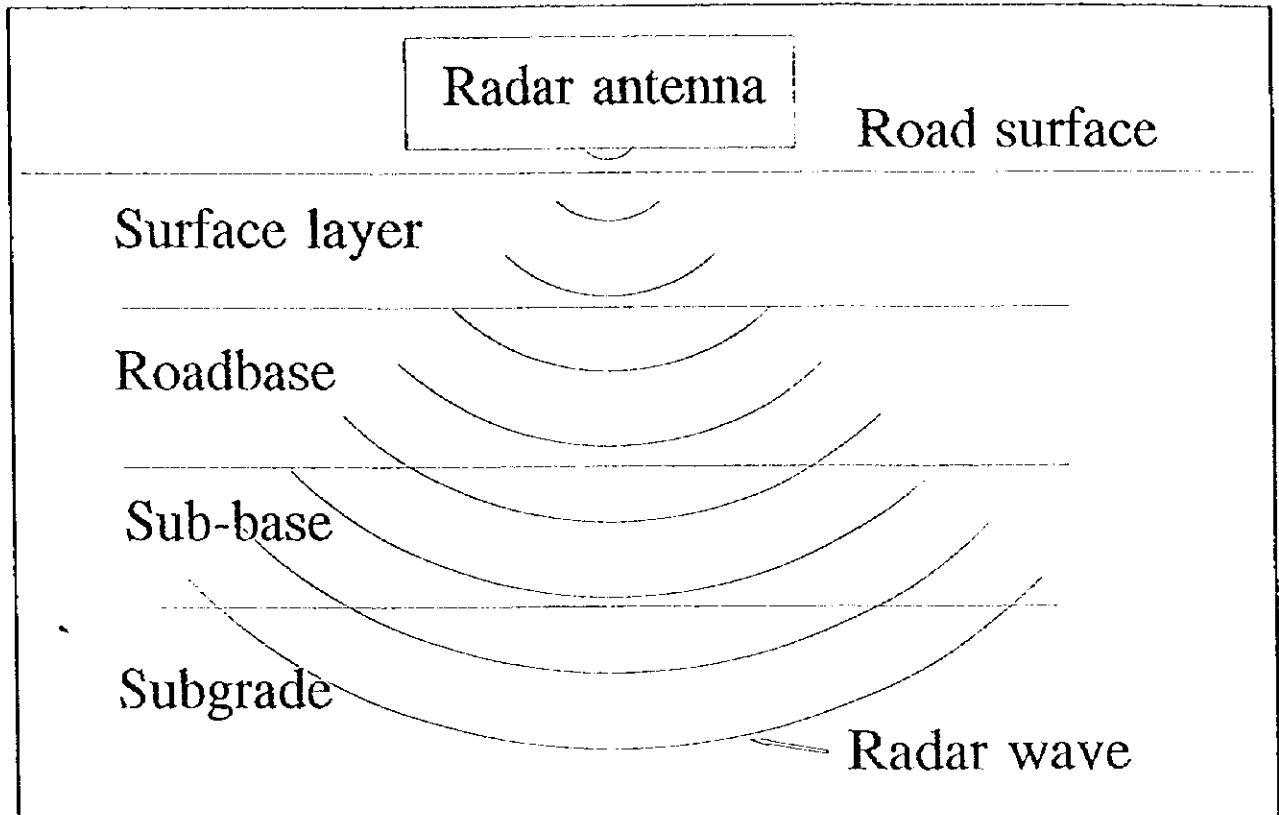 Radar antenna
Road surface
Surface layer
Roadbase
Sub-base
Subgrade
Radar wave